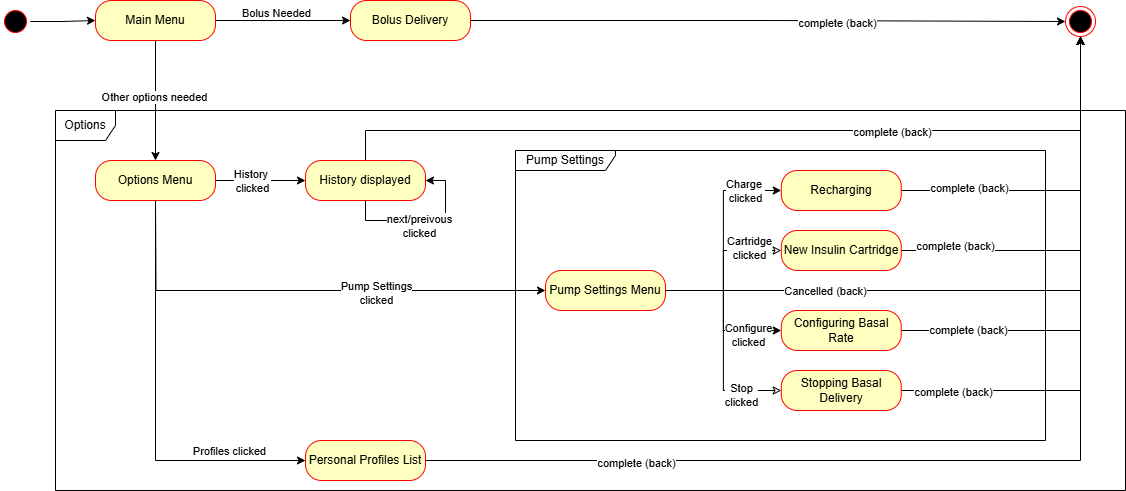 Main Menu
Bolus Needed
Bolus Delivery
complete (back)
Other options needed
Options
complete (back)
Options Menu
History
clicked
History displayed
next/preivous
clicked
Pump Settings
Charge
clicked
Recharging
complete (back)
Cartridge
clicked
New Insulin Cartridge
complete (back)
Pump Settings
clicked
Pump Settings Menu
Cancelled (back)
Configure
clicked
Configuring Basal
Rate
complete (back)
Stop
clicked
Stopping Basal
Delivery
complete (back)
Profiles clicked
Personal Profiles List
complete (back)